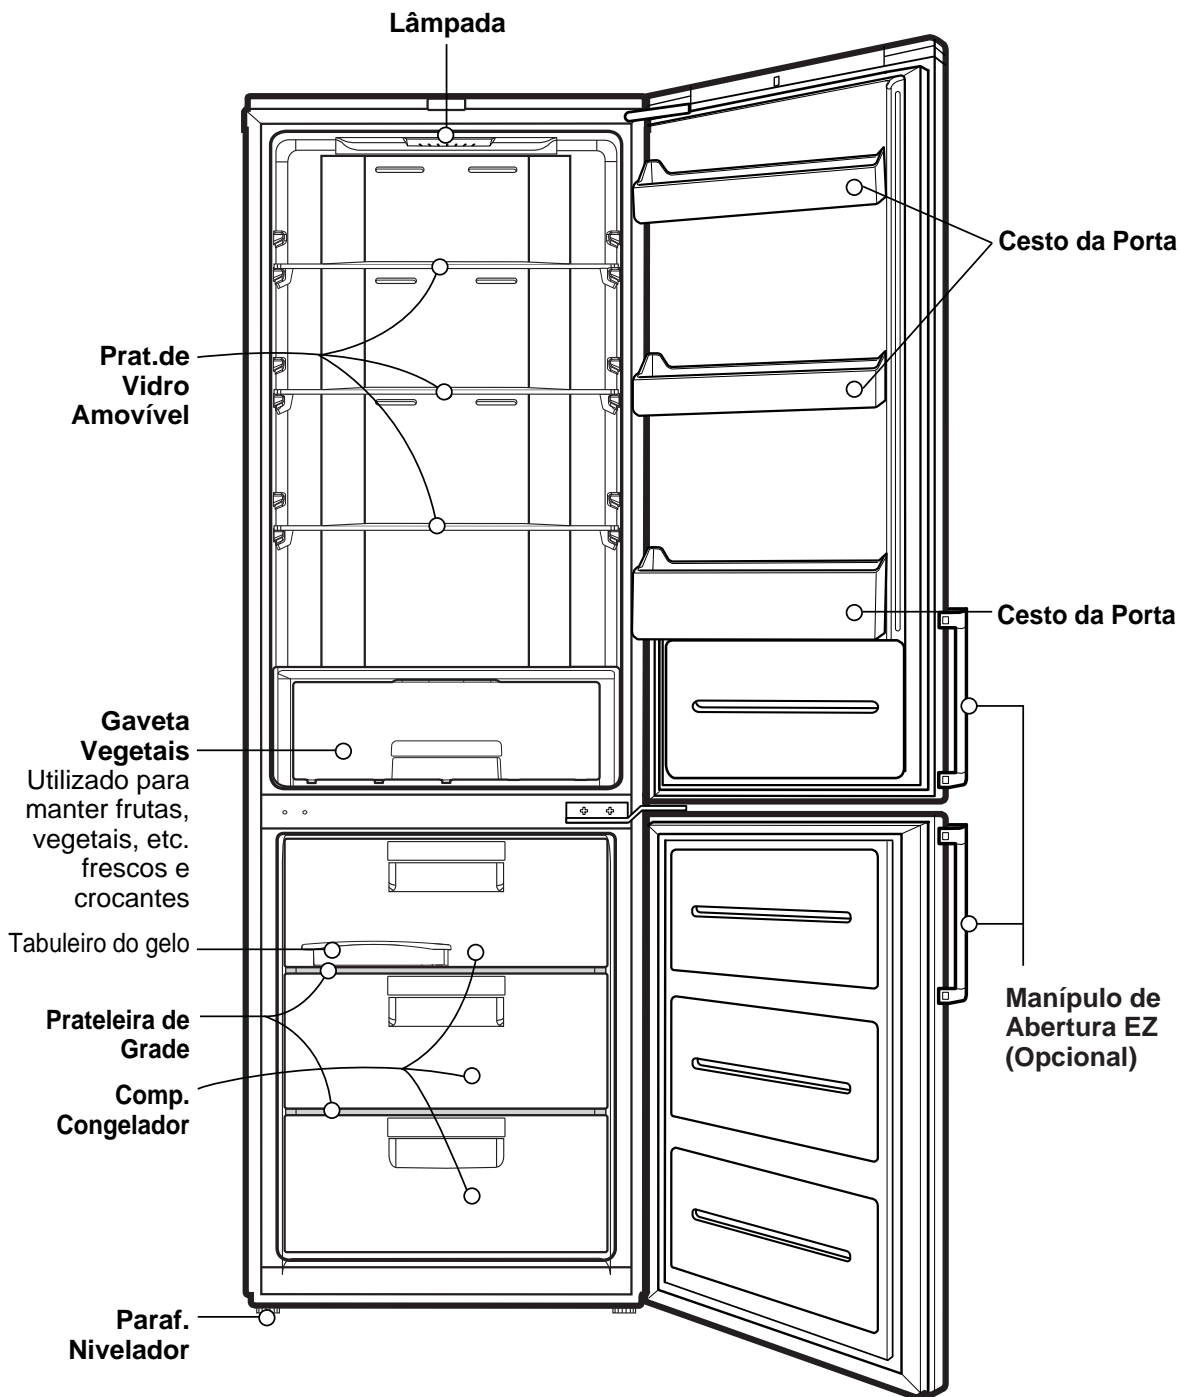 Lâmpada
Cesto da Porta
Prat.de
Vidro
Amovível
Cesto da Porta
Gaveta
Vegetais
Utilizado para
manter frutas,
vegetais, etc.
frescos e
crocantes
Tabuleiro do gelo
Prateleira de
Grade
Comp.
Congelador
Manípulo de
Abertura EZ
(Opcional)
Paraf.
Nivelador